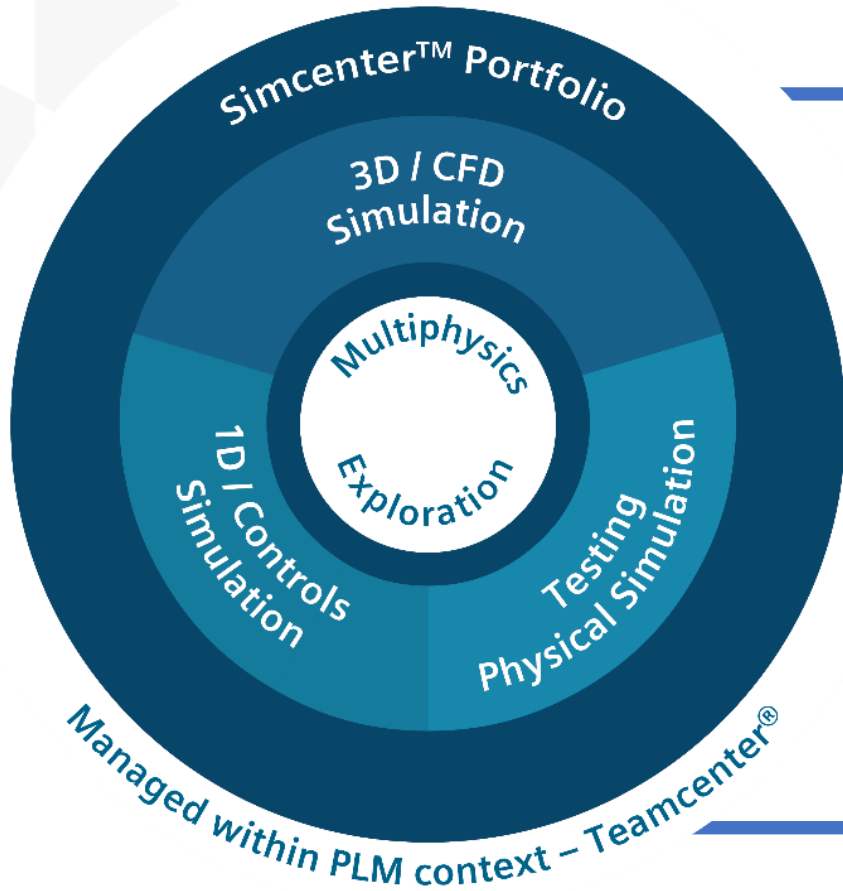 Simcenter™ Portfolio
3D / CFD
Simulation
Multiphysics
Exploration
1D / Controls
Simulation
Testing
Physical Simulation
Managed within PLM context – Teamcenter®